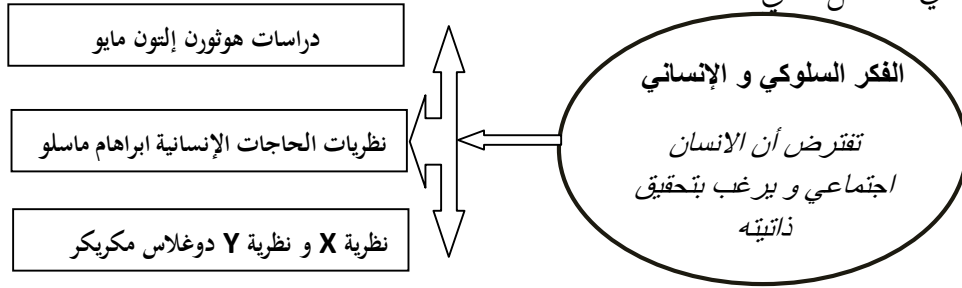 الفكر السلوكي و الإنساني
تفترض أن الانسان
اجتماعي و يرغب بتحقيق
ذاتيته
دراسات هوثورن إلتون مايو
نظريات الحاجات الإنسانية ابراهام ماسلو
نظرية X و نظرية Y دوغلاس مكريكر